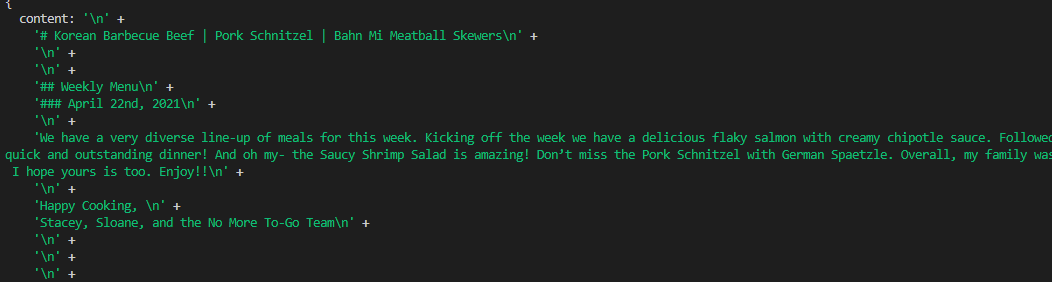 {
content: '\n' +
'# Korean Barbecue Beef | Pork Schnitzel | Bahn Mi Meatball Skewers\n' +
'\n' +
'\n' +
'## Weekly Menu\n' +
'### April 22nd, 2021\n' +
'\n' +
'We have a very diverse line-up of meals for this week. Kicking off the week we have a delicious flaky salmon with creamy chipotle sauce. Followed
quick and outstanding dinner! And oh my- the Saucy Shrimp Salad is amazing! Don’t miss the Pork Schnitzel with German Spaetzle. Overall, my family was
I hope yours is too. Enjoy!!\n' +
'\n' +
'Happy Cooking, \n' +
'Stacey, Sloane, and the No More To-Go Team\n' +
'\n' +
'\n' +
'\n' +